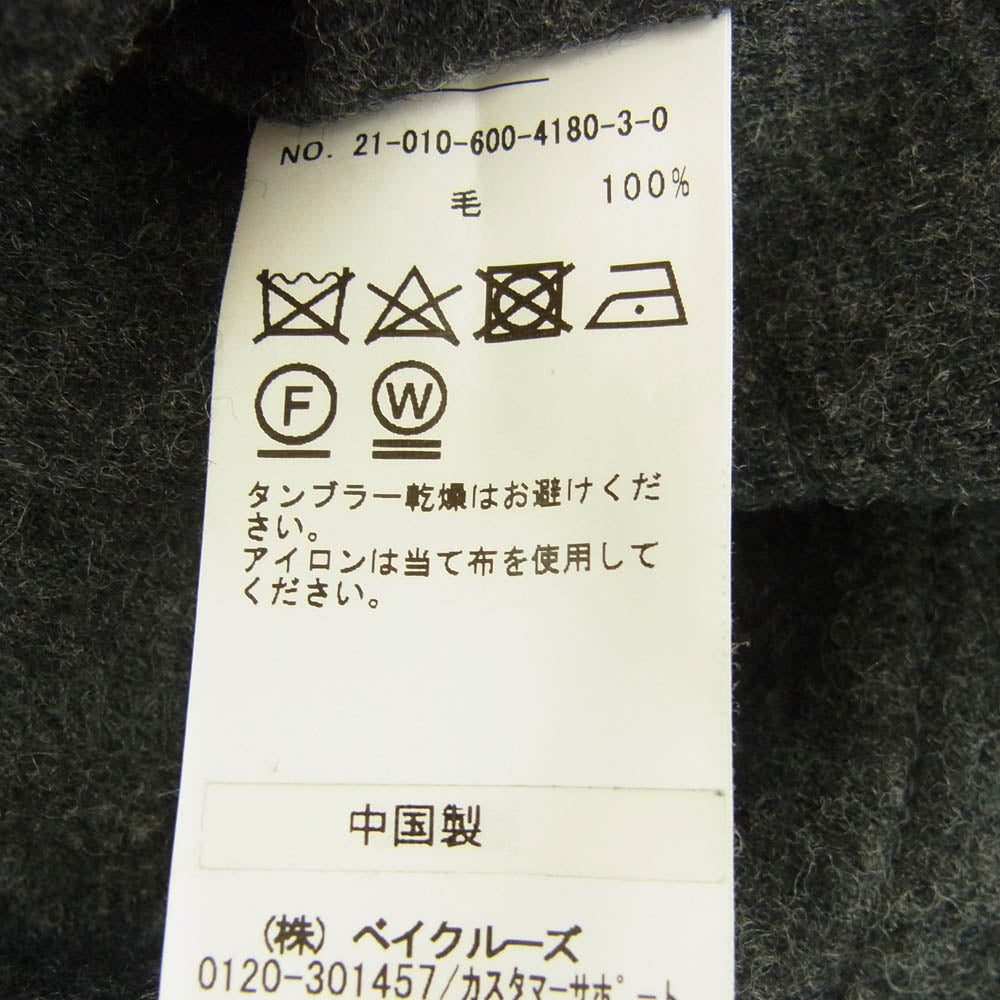 NO. 21-010-600-4180-3-0
毛 100%
F W
タンブラー乾燥はお避けくだ
さい。
アイロンは当て布を使用して
ください。
中国製
(株) ベイクルーズ
0120-301457/カスタマーサポート